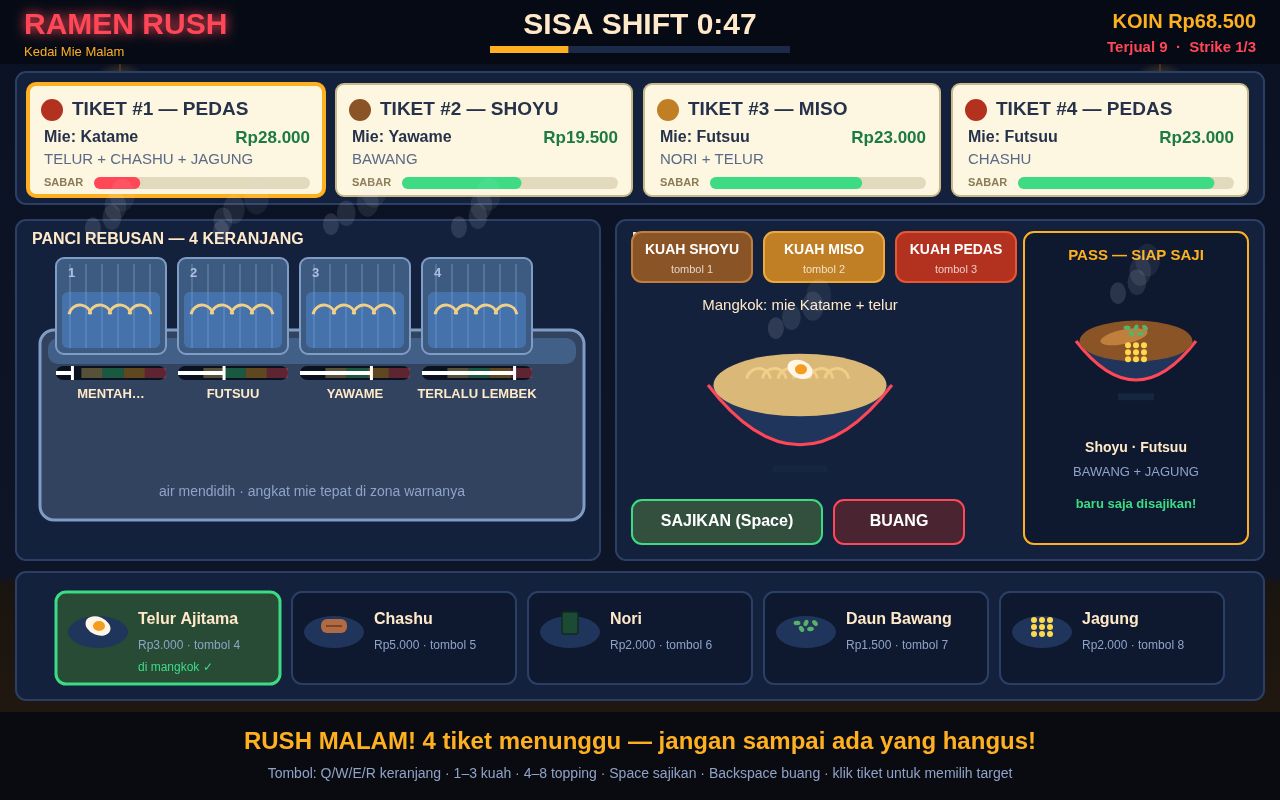 RAMEN RUSH
Kedai Mie Malam
SISA SHIFT 0:47
KOIN Rp68.500
Terjual 9 · Strike 1/3
TIKET #1 — PEDAS
Mie: Katame Rp28.000
TELUR + CHASHU + JAGUNG
SABAR
TIKET #2 — SHOYU
Mie: Yawame Rp19.500
BAWANG
SABAR
TIKET #3 — MISO
Mie: Futsuu Rp23.000
NORI + TELUR
SABAR
TIKET #4 — PEDAS
Mie: Futsuu Rp23.000
CHASHU
SABAR
PANCI REBUSAN — 4 KERANJANG
1 2 3 4
MENTAH… FUTSUU YAWAME TERLALU LEMBEK
air mendidih · angkat mie tepat di zona warnanya
KUAH SHOYU
tombol 1
KUAH MISO
tombol 2
KUAH PEDAS
tombol 3
Mangkok: mie Katame + telur
SAJIKAN (Space)
BUANG
PASS — SIAP SAJI
Shoyu · Futsuu
BAWANG + JAGUNG
baru saja disajikan!
Telur Ajitama
Rp3.000 · tombol 4
di mangkok ✓
Chashu
Rp5.000 · tombol 5
Nori
Rp2.000 · tombol 6
Daun Bawang
Rp1.500 · tombol 7
Jagung
Rp2.000 · tombol 8
RUSH MALAM! 4 tiket menunggu — jangan sampai ada yang hangus!
Tombol: Q/W/E/R keranjang · 1–3 kuah · 4–8 topping · Space sajikan · Backspace buang · klik tiket untuk memilih target